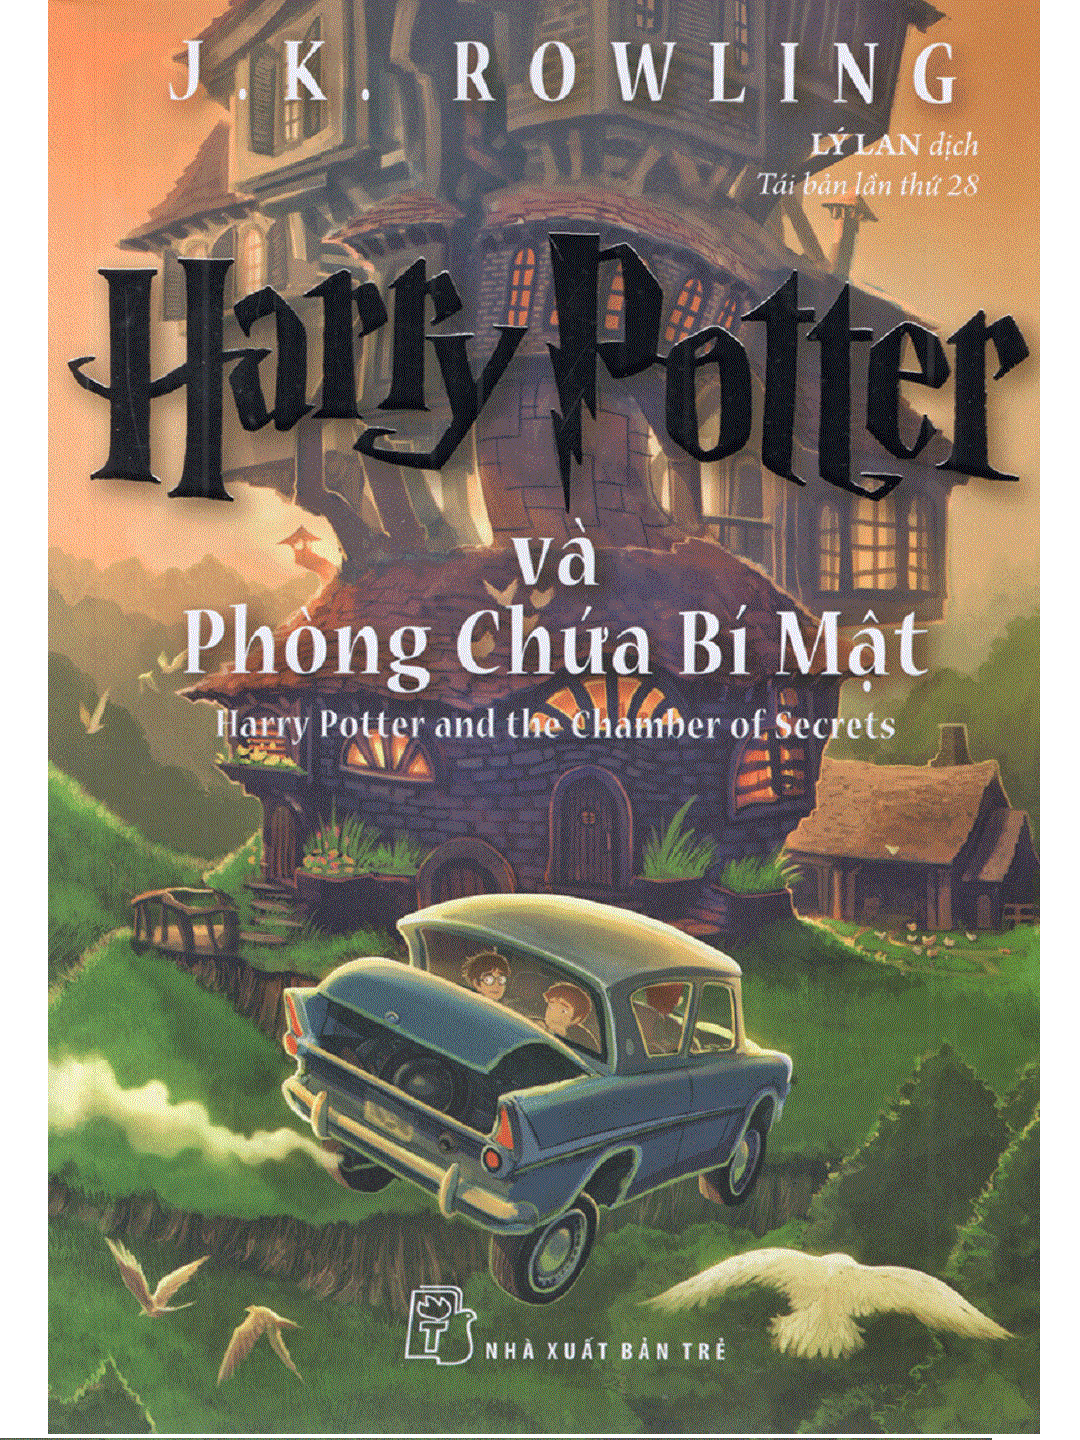 J. K. ROWLING
LÝ LAN dịch
Tái bản lần thứ 28
Harry Potter
và
Phòng Chứa Bí Mật
Harry Potter and the Chamber of Secrets
NHÀ XUẤT BẢN TRẺ